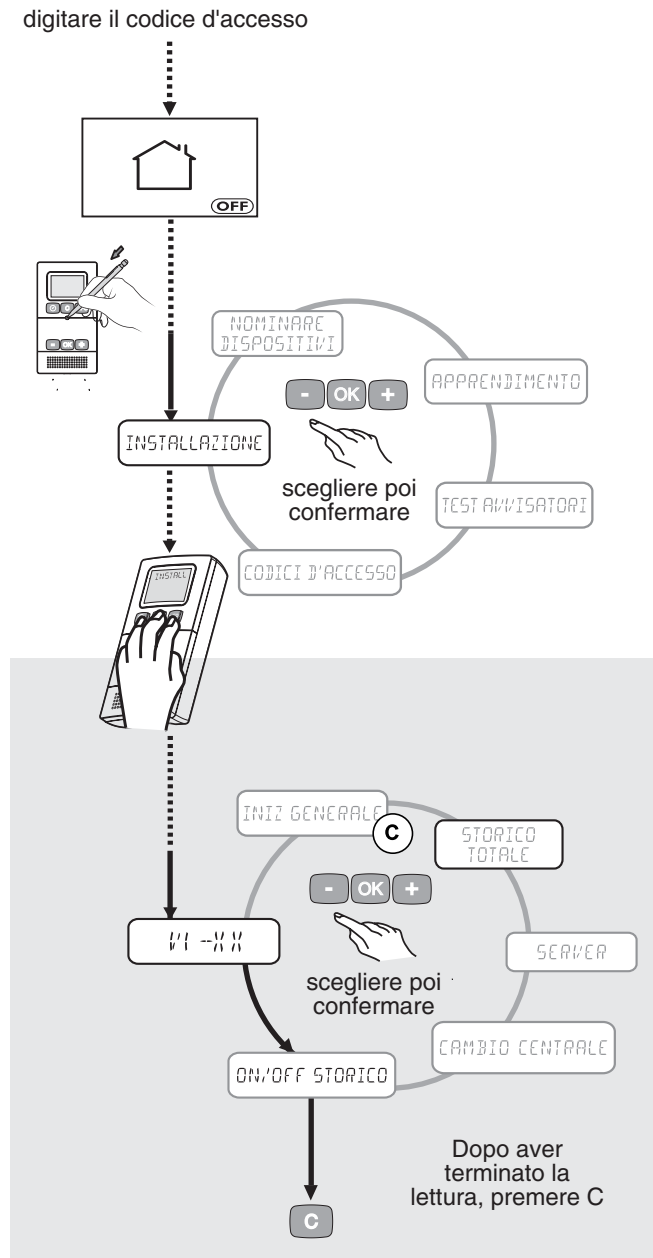 digitare il codice d'accesso
OFF
NOMINARE
DISPOSITIVI
APPRENDIMENTO
- OK +
INSTALLAZIONE
scegliere poi
confermare
TEST AVVISATORI
CODICI D'ACCESSO
INSTALL
INIZ GENERALE
C
STORICO
TOTALE
- OK +
V1 --XX
SERVER
scegliere poi
confermare
CAMBIO CENTRALE
ON/OFF STORICO
Dopo aver
terminato la
lettura, premere C
C